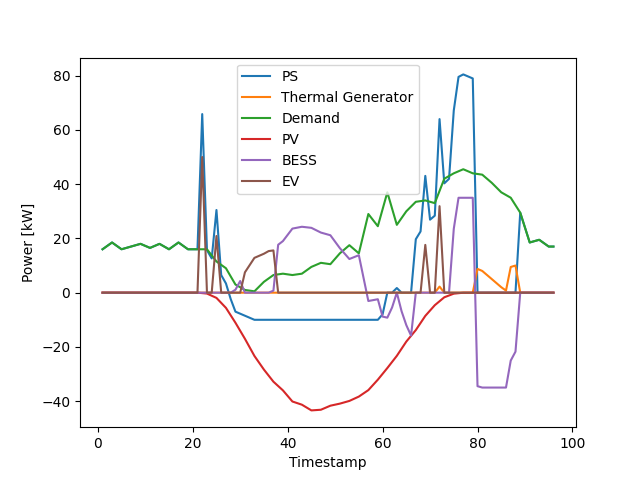 PS
Thermal Generator
Demand
PV
BESS
EV
Power [kW]
80
60
40
20
0
−20
−40
0 20 40 60 80 100
Timestamp